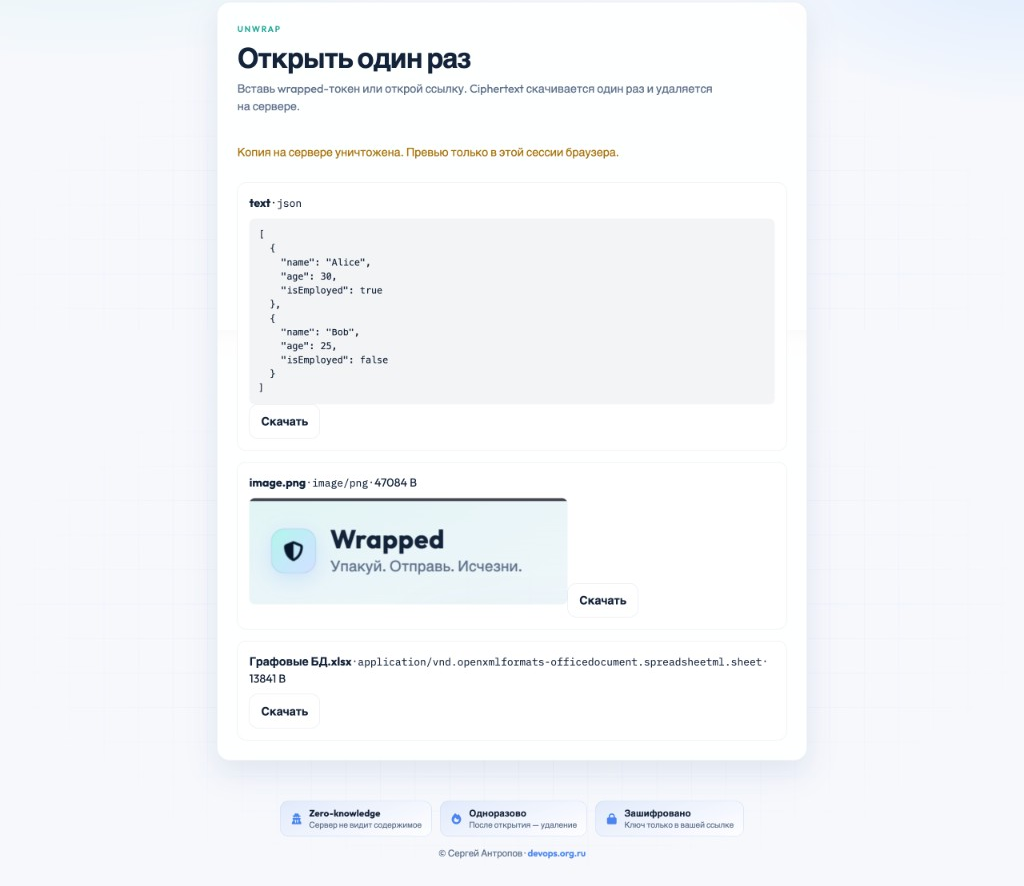 UNWRAP
Открыть один раз
Вставь wrapped-токен или открой ссылку. Ciphertext скачивается один раз и удаляется
на сервере.
Копия на сервере уничтожена. Превью только в этой сессии браузера.
text · json
[
  {
    "name": "Alice",
    "age": 30,
    "isEmployed": true
  },
  {
    "name": "Bob",
    "age": 25,
    "isEmployed": false
  }
]
Скачать
image.png · image/png · 47084 B
Wrapped
Упакуй. Отправь. Исчезни.
Скачать
Графовые БД.xlsx · application/vnd.openxmlformats-officedocument.spreadsheetml.sheet ·
13841 B
Скачать
Zero-knowledge
Сервер не видит содержимое
Одноразово
После открытия — удаление
Зашифровано
Ключ только в вашей ссылке
© Сергей Антропов · devops.org.ru